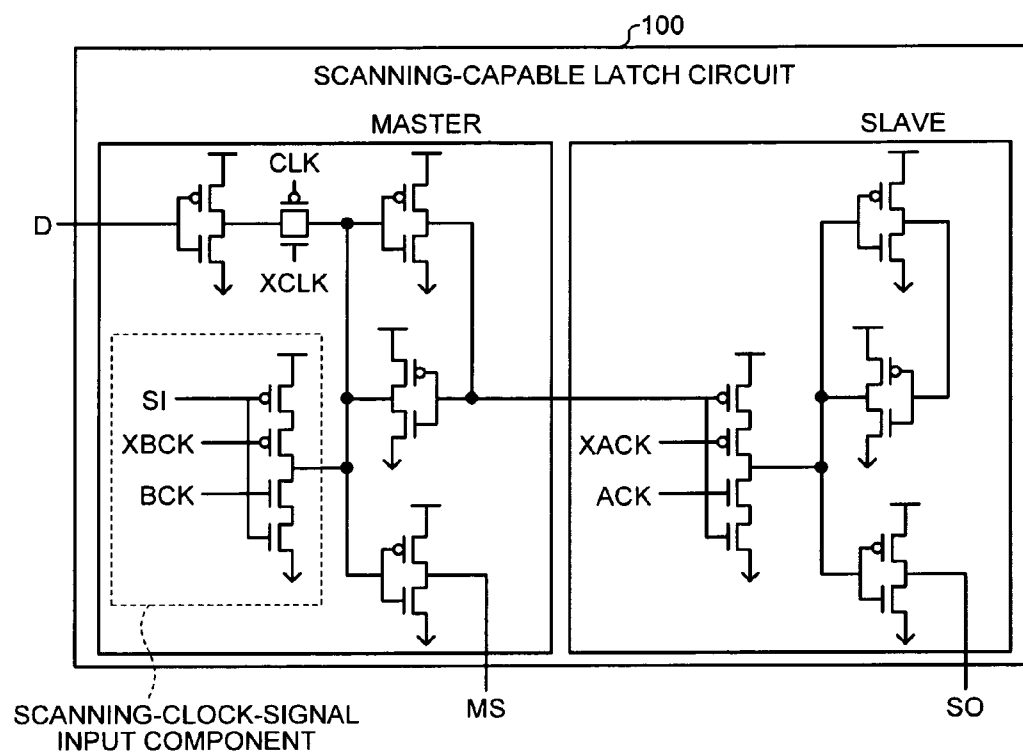 100
SCANNING-CAPABLE LATCH CIRCUIT
MASTER
SLAVE
CLK
D
XCLK
SI
XBCK
BCK
XACK
ACK
MS
SO
SCANNING-CLOCK-SIGNAL
INPUT COMPONENT